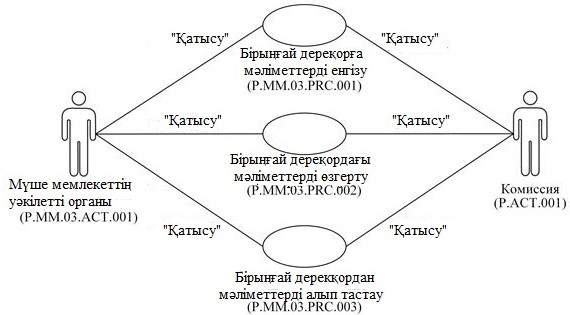 "Қатысу"
"Қатысу"
Бірыңғай дереқорға
мәліметтерді енгізу
(P.MM.03.PRC.001)
"Қатысу"
"Қатысу"
Бірыңғай дереқордағы
мәліметтерді өзгерту
(P.MM.03.PRC.002)
Мүше мемлекеттің
уәкілетті органы
(P.MM.03.ACT.001)
Комиссия
(P.ACT.001)
"Қатысу"
"Қатысу"
Бірыңғай дерекқордан
мәліметтерді алып тастау
(P.MM.03.PRC.003)